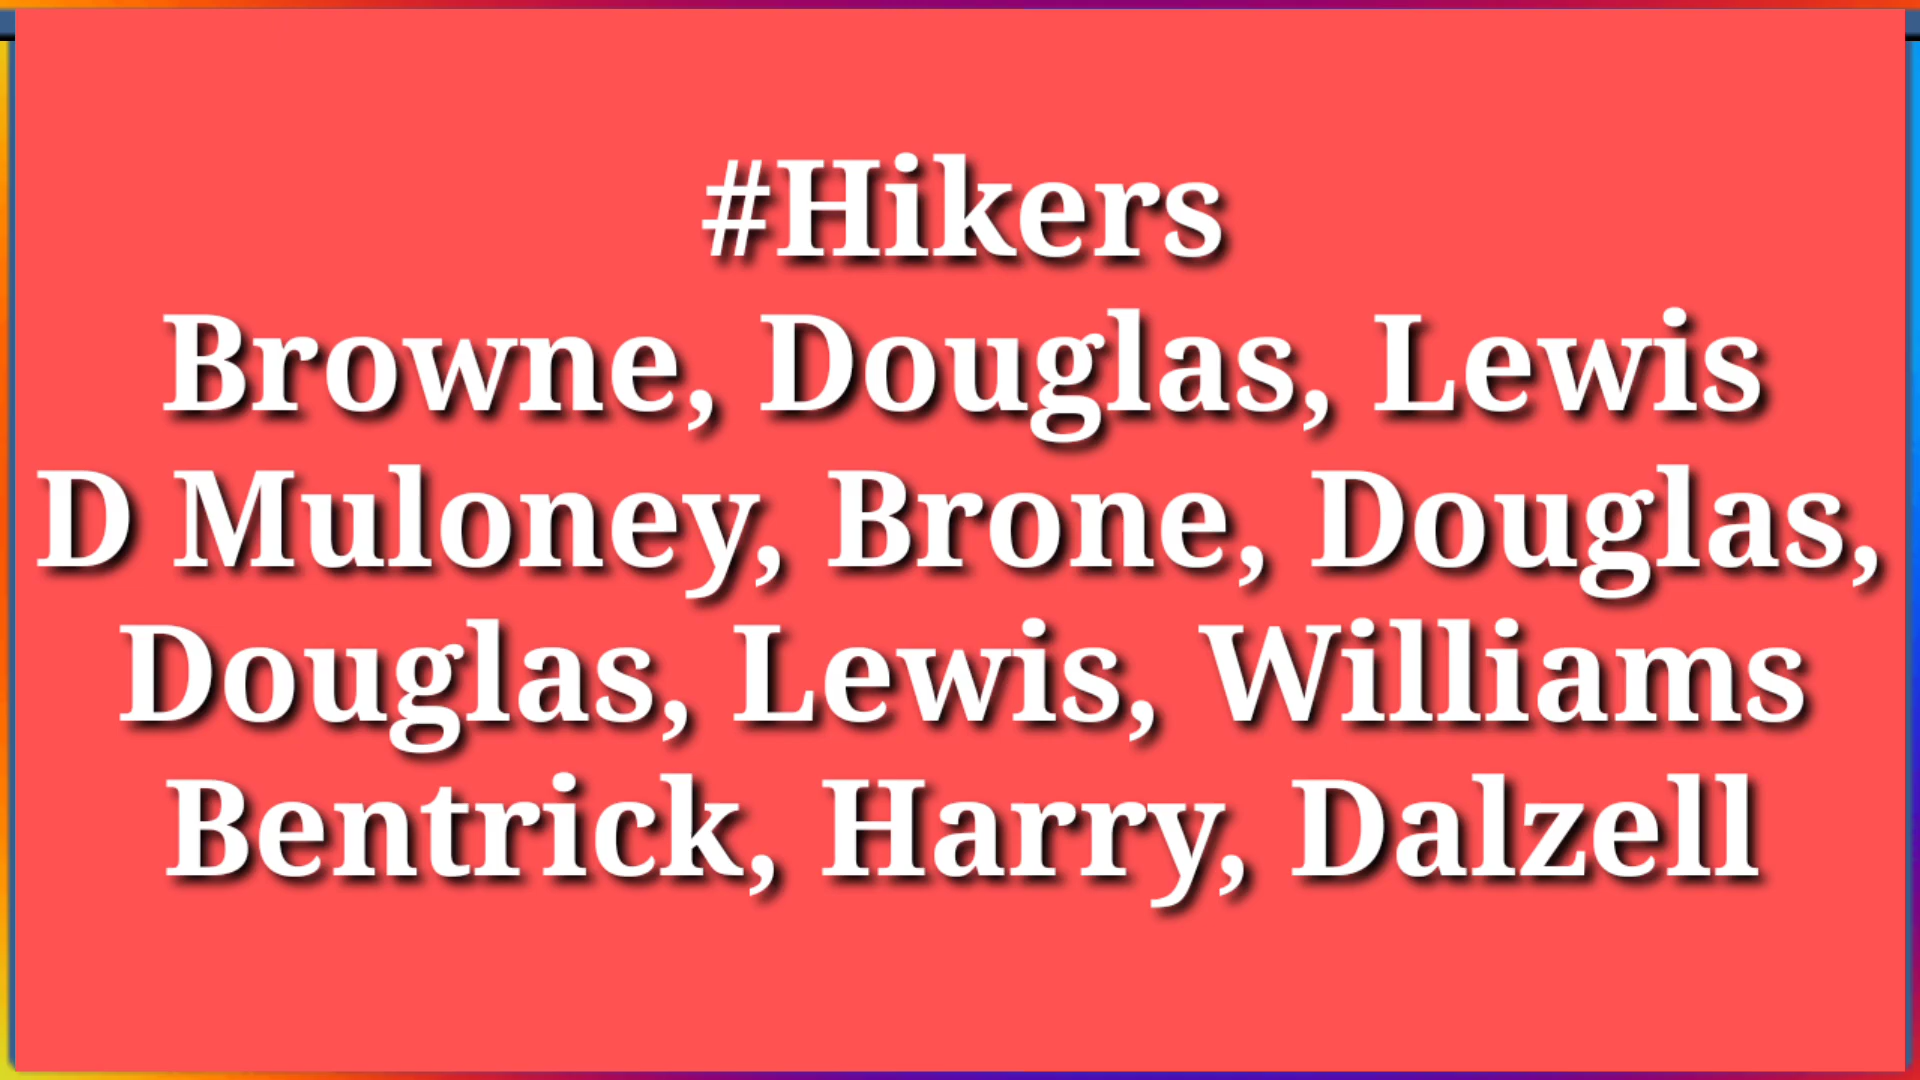 #Hikers
Browne, Douglas, Lewis
D Muloney, Brone, Douglas,
Douglas, Lewis, Williams
Bentrick, Harry, Dalzell